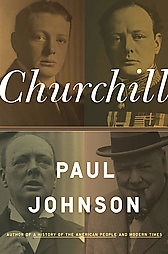 Churchill
PAUL
JOHNSON
AUTHOR OF A HISTORY OF THE AMERICAN PEOPLE AND MODERN TIMES